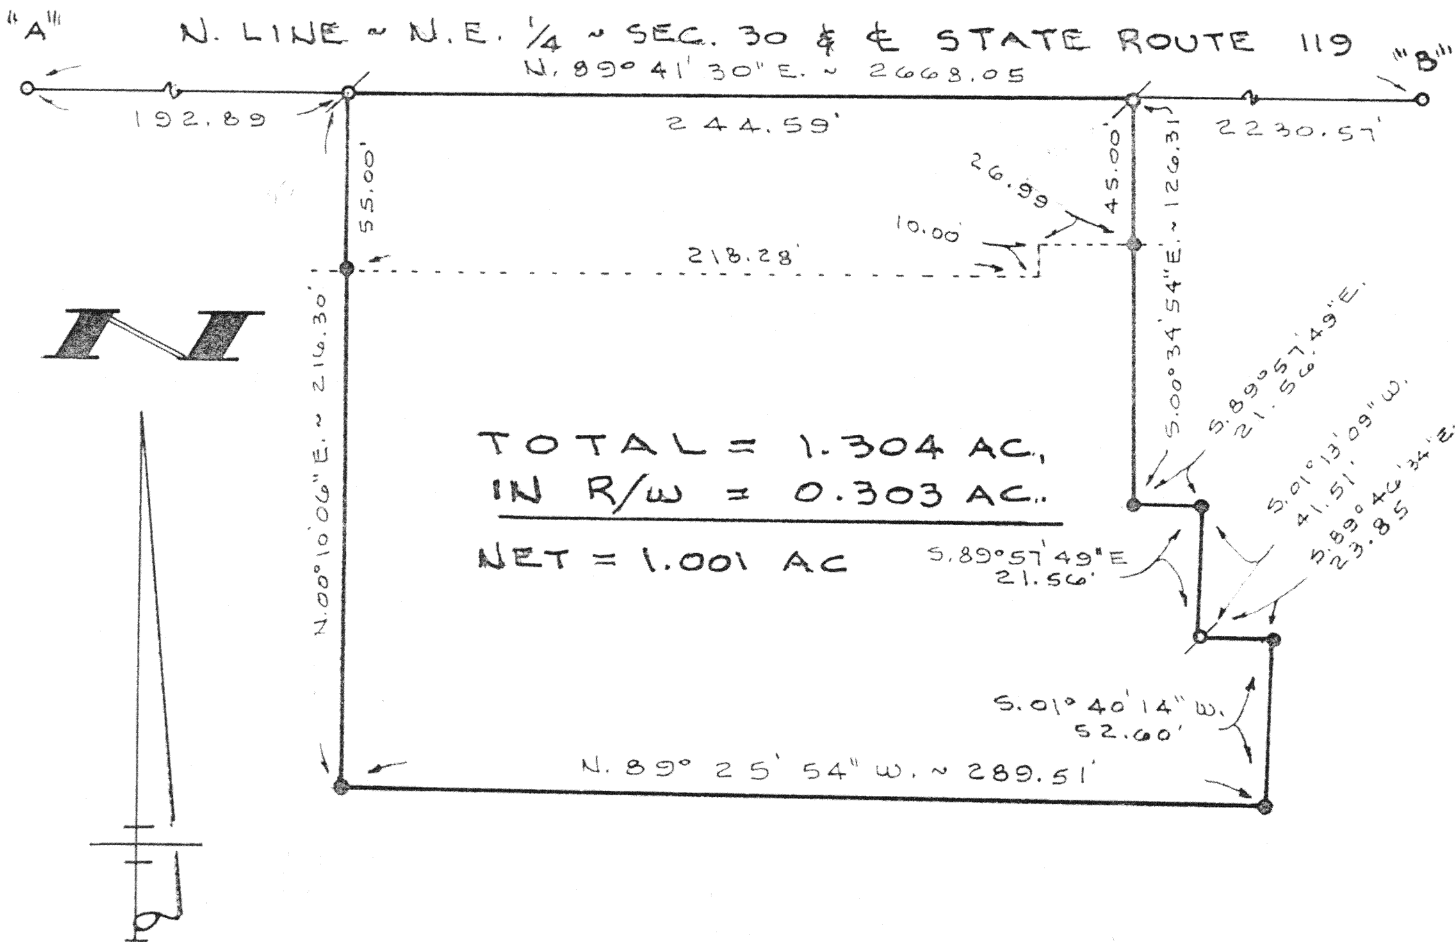 "A"
N. LINE ~ N.E. ¼ ~ SEC. 30 & ℄ STATE ROUTE 119
"B"
N. 89° 41' 30" E. ~ 2668.05
192.89
244.59'
2230.57'
55.00'
45.00'
S.00°34'54"E. ~ 126.31'
26.99
10.00'
218.28'
N.00°10'06"E. ~ 216.30'
N
S.89°57'49"E.
21.56'
TOTAL = 1.304 AC.,
IN R/W = 0.303 AC..
NET = 1.001 AC
S.01°13'09" W.
41.51'
S.89°46'34" E.
23.85
S.89°57'49"E
21.56'
S.01° 40' 14" W.
52.60'
N. 89° 25' 54" W. ~ 289.51'